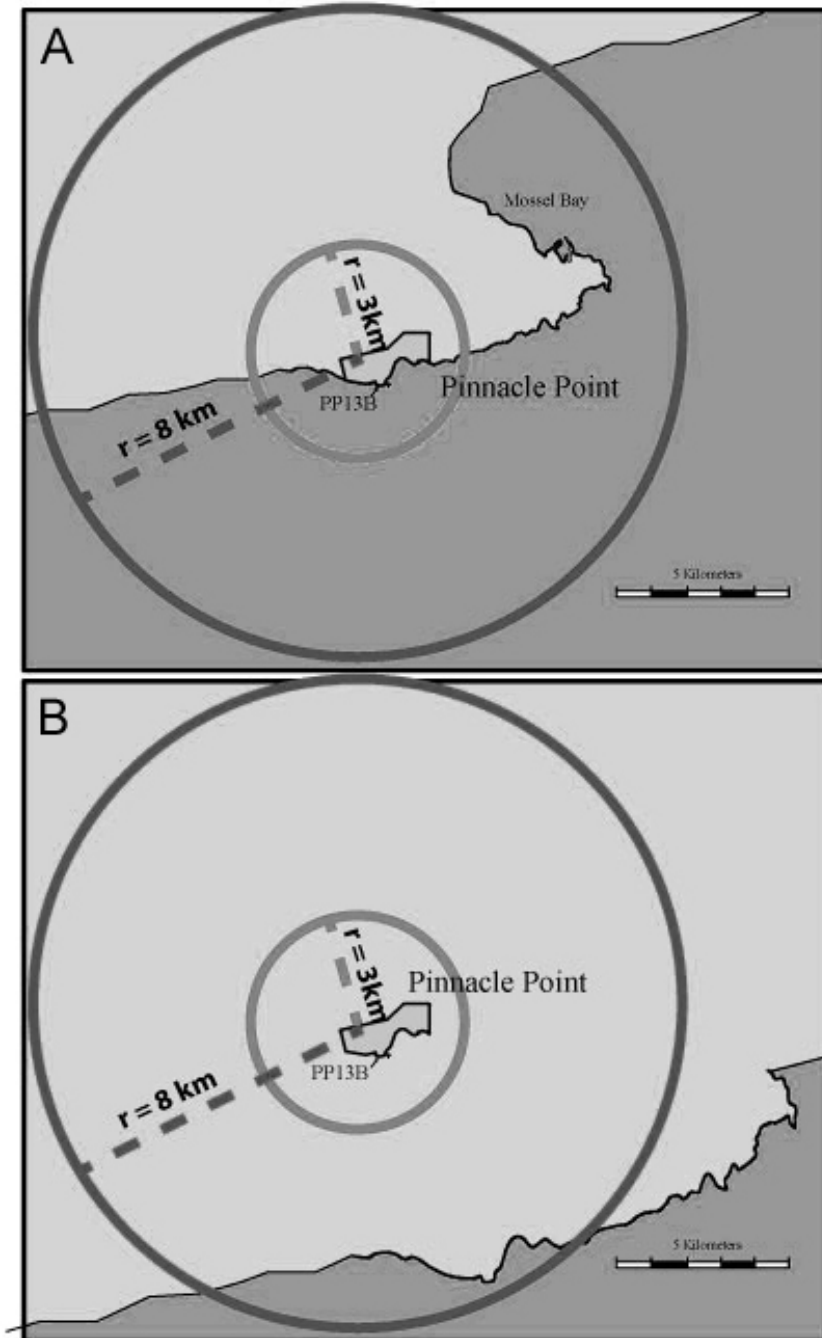 A
Mossel Bay
r = 3km
Pinnacle Point
PP13B
r = 8 km
5 Kilometers
B
r = 3km
Pinnacle Point
PP13B
r = 8 km
5 Kilometers